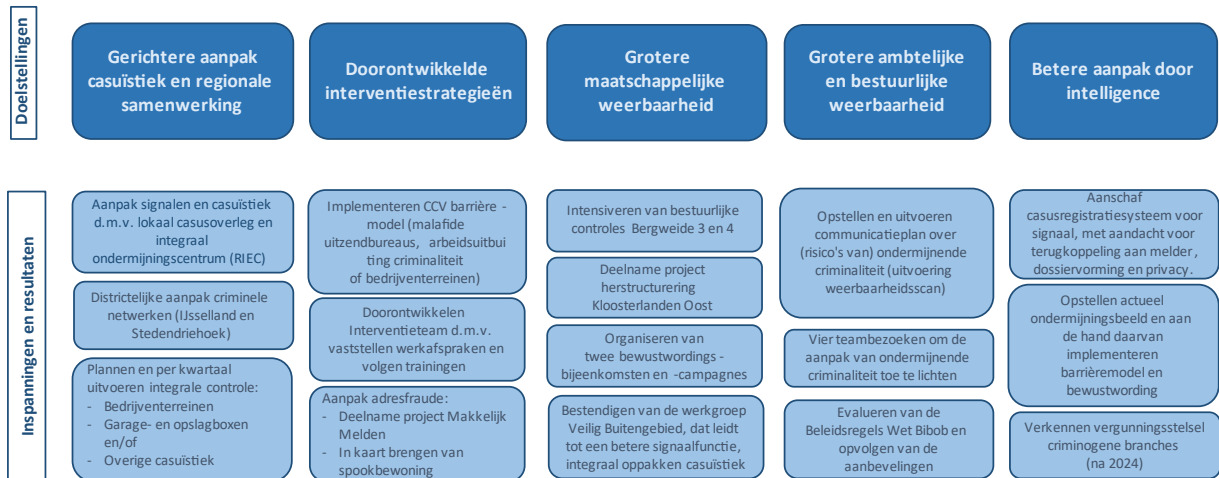 Doelstellingen
Gerichtere aanpak
casuïstiek en regionale
samenwerking
Doorontwikkelde
interventiestrategieën
Grotere
maatschappelijke
weerbaarheid
Grotere ambtelijke
en bestuurlijke
weerbaarheid
Betere aanpak door
intelligence
Inspanningen en resultaten
Aanpak signalen en casuïstiek
d.m.v. lokaal casusoverleg en
integraal
ondermijningscentrum (RIEC)
Districtelijke aanpak criminele
netwerken (IJsselland en
Stedendriehoek)
Plannen en per kwartaal
uitvoeren integrale controle:
- Bedrijventerreinen
- Garage- en opslagboxen
en/of
- Overige casuïstiek
Implementeren CCV barrière -
model (malafide
uitzendbureaus, arbeidsuitbui
ting criminaliteit
of bedrijventerreinen)
Doorontwikkelen
Interventieteam d.m.v.
vaststellen werkafspraken en
volgen trainingen
Aanpak adresfraude:
- Deelname project Makkelijk
Melden
- In kaart brengen van
spookbewoning
Intensiveren van bestuurlijke
controles Bergweide 3 en 4
Deelname project
herstructurering
Kloosterlanden Oost
Organiseren van
twee bewustwordings -
bijeenkomsten en -campagnes
Bestendigen van de werkgroep
Veilig Buitengebied, dat leidt
tot een betere signaalfunctie,
integraal oppakken casuïstiek
Opstellen en uitvoeren
communicatieplan over
(risico's van) ondermijnende
criminaliteit (uitvoering
weerbaarheidsscan)
Vier teambezoeken om de
aanpak van ondermijnende
criminaliteit toe te lichten
Evalueren van de
Beleidsregels Wet Bibob en
opvolgen van de
aanbevelingen
Aanschaf
casusregistratiesysteem voor
signaal, met aandacht voor
terugkoppeling aan melder,
dossiervorming en privacy.
Opstellen actueel
ondermijningsbeeld en aan
de hand daarvan
implementeren
barrièremodel en
bewustwording
Verkennen vergunningsstelsel
criminogene branches
(na 2024)